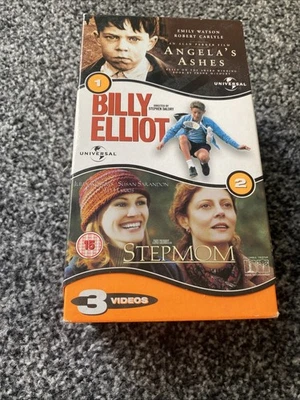 EMILY WATSON
ROBERT CARLYLE
AN ALAN PARKER FILM
ANGELA'S
ASHES
UNIVERSAL
1
BILLY
ELLIOT
DIRECTED BY
STEPHEN DALDRY
UNIVERSAL
2
SUSAN SARANDON
STEPMOM
15
3 VIDEOS